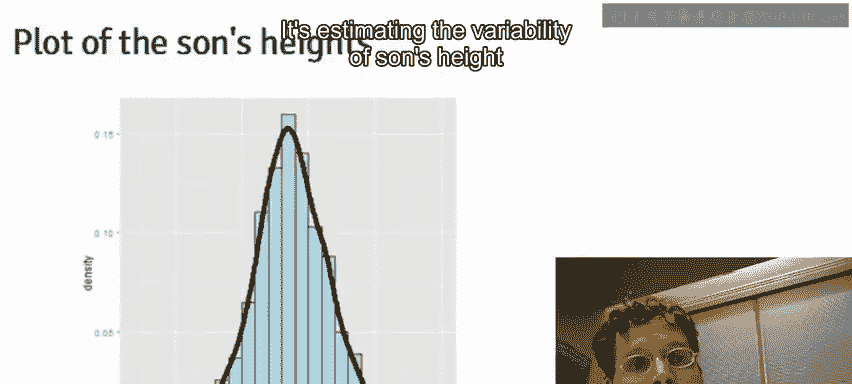 Plot of the son's heights
It's estimating the variability
of son's height
0.15
0.10
density
0.05